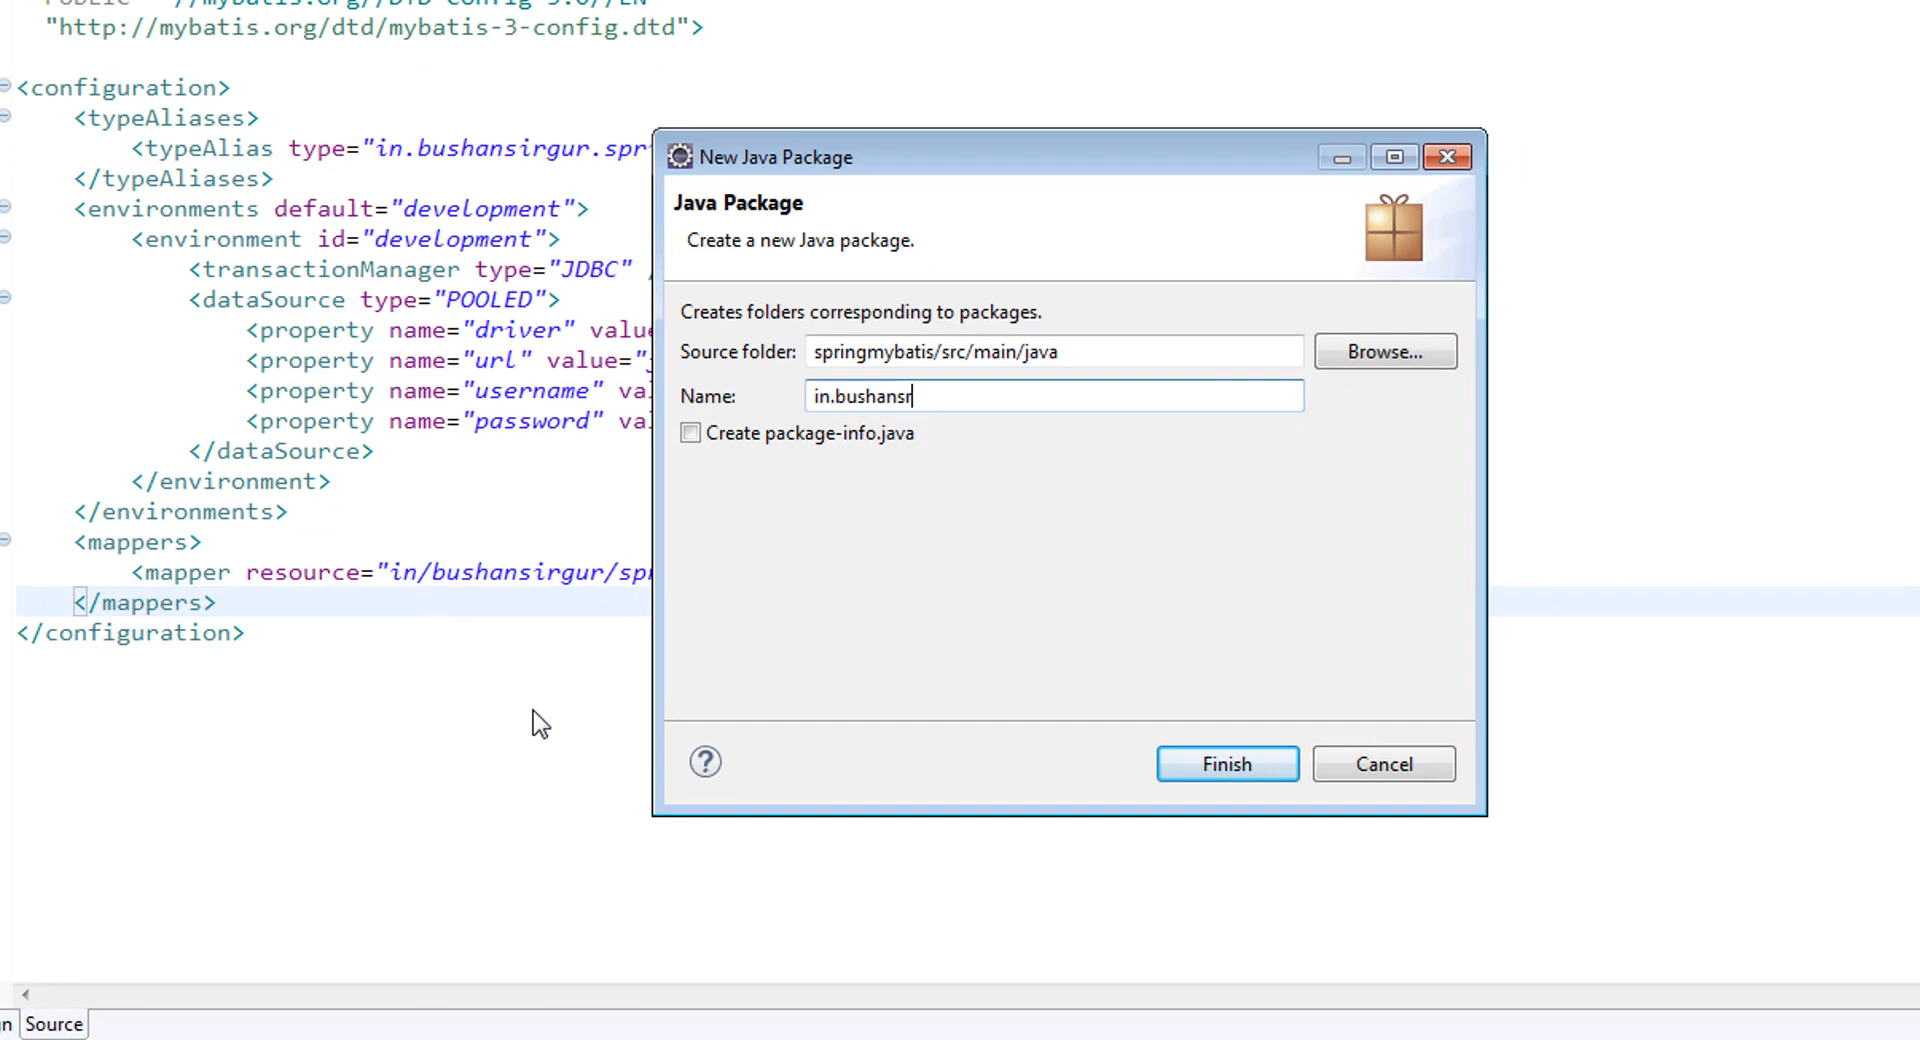 "http://mybatis.org/dtd/mybatis-3-config.dtd">
<configuration>
<typeAliases>
<typeAlias type="in.bushansirgur.spri
</typeAliases>
<environments default="development">
<environment id="development">
<transactionManager type="JDBC" /
<dataSource type="POOLED">
<property name="driver" value
<property name="url" value="j
<property name="username" val
<property name="password" val
</dataSource>
</environment>
</environments>
<mappers>
<mapper resource="in/bushansirgur/spr
</mappers>
</configuration>
New Java Package
Java Package
Create a new Java package.
Creates folders corresponding to packages.
Source folder: springmybatis/src/main/java Browse...
Name: in.bushansr
Create package-info.java
? Finish Cancel
n Source